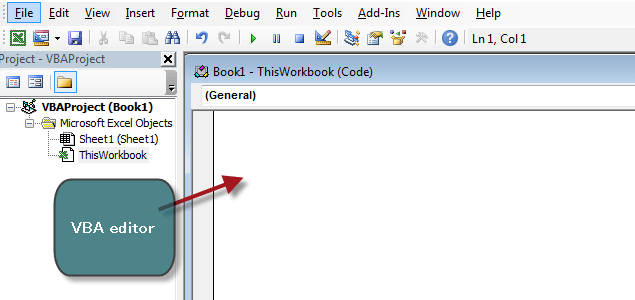 File Edit View Insert Format Debug Run Tools Add-Ins Window Help
Ln 1, Col 1
Project - VBAProject
Book1 - ThisWorkbook (Code)
(General)
VBAProject (Book1)
Microsoft Excel Objects
Sheet1 (Sheet1)
ThisWorkbook
VBA editor